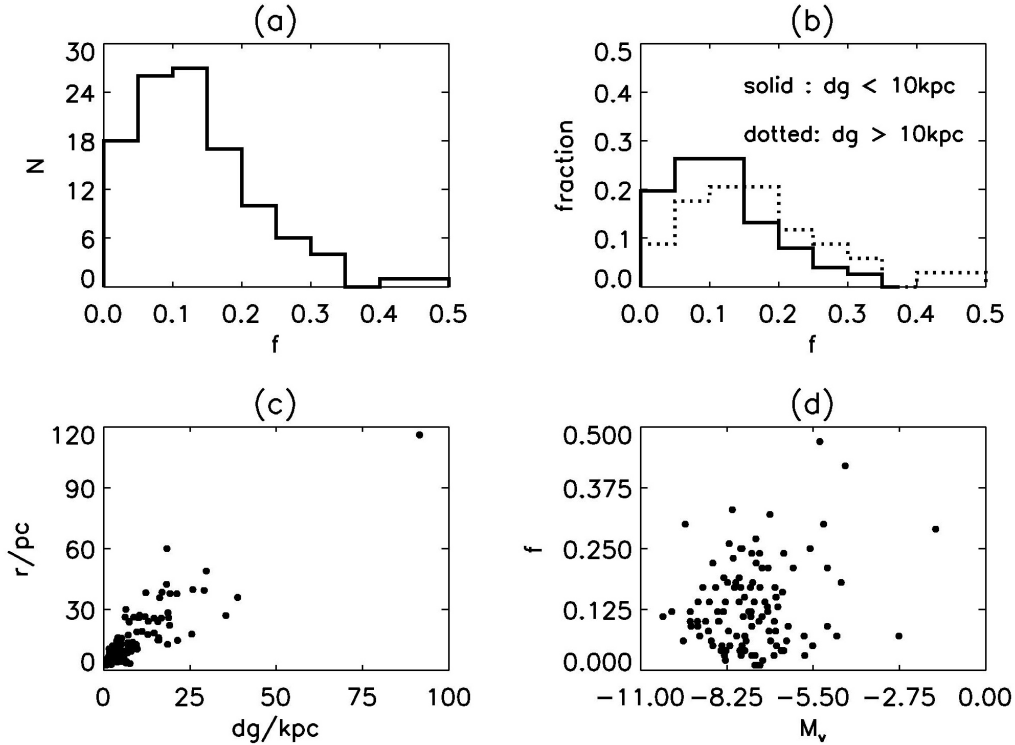 (a)
30
24
18
12
6
0
N
0.0 0.1 0.2 0.3 0.4 0.5
f
(b)
0.5
0.4
0.3
0.2
0.1
0.0
fraction
solid : dg < 10kpc
dotted: dg > 10kpc
0.0 0.1 0.2 0.3 0.4 0.5
f
(c)
120
90
60
30
0
r/pc
0 25 50 75 100
dg/kpc
(d)
0.500
0.375
0.250
0.125
0.000
f
−11.00 −8.25 −5.50 −2.75 0.00
Mv